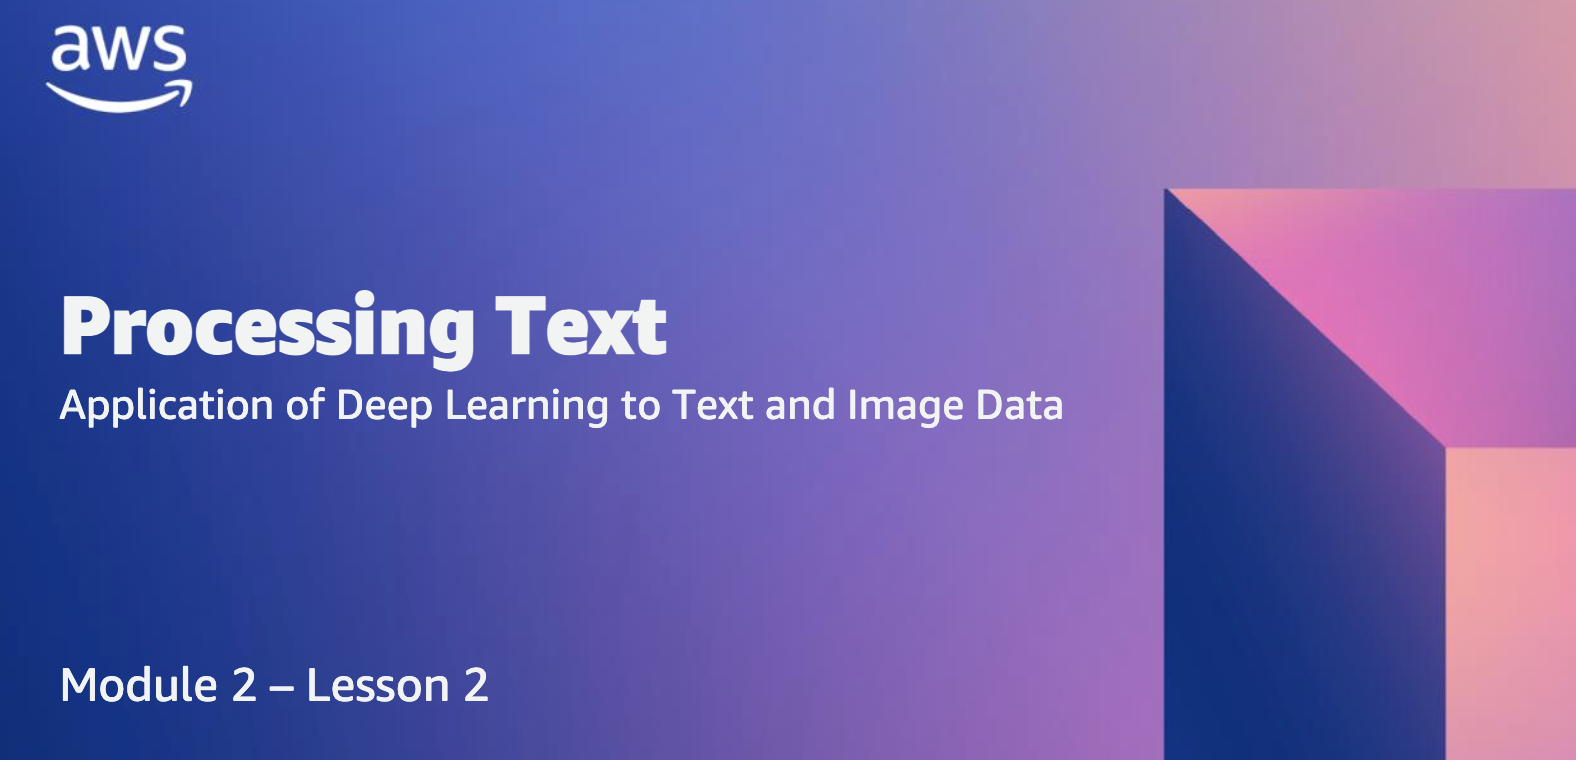 aws
Processing Text
Application of Deep Learning to Text and Image Data
Module 2 – Lesson 2